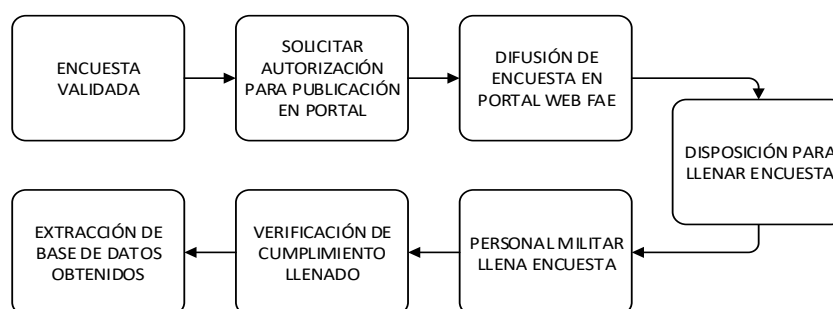 ENCUESTA
VALIDADA
SOLICITAR
AUTORIZACIÓN
PARA PUBLICACIÓN
EN PORTAL
DIFUSIÓN DE
ENCUESTA EN
PORTAL WEB FAE
DISPOSICIÓN PARA
LLENAR ENCUESTA
PERSONAL MILITAR
LLENA ENCUESTA
VERIFICACIÓN DE
CUMPLIMIENTO
LLENADO
EXTRACCIÓN DE
BASE DE DATOS
OBTENIDOS